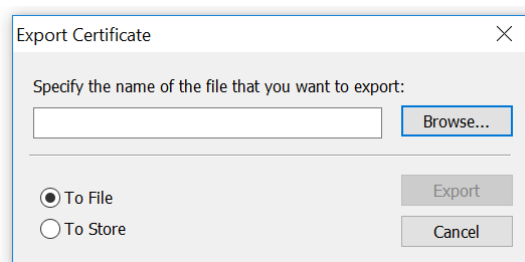 Export Certificate
Specify the name of the file that you want to export:
Browse...
To File
Export
To Store
Cancel